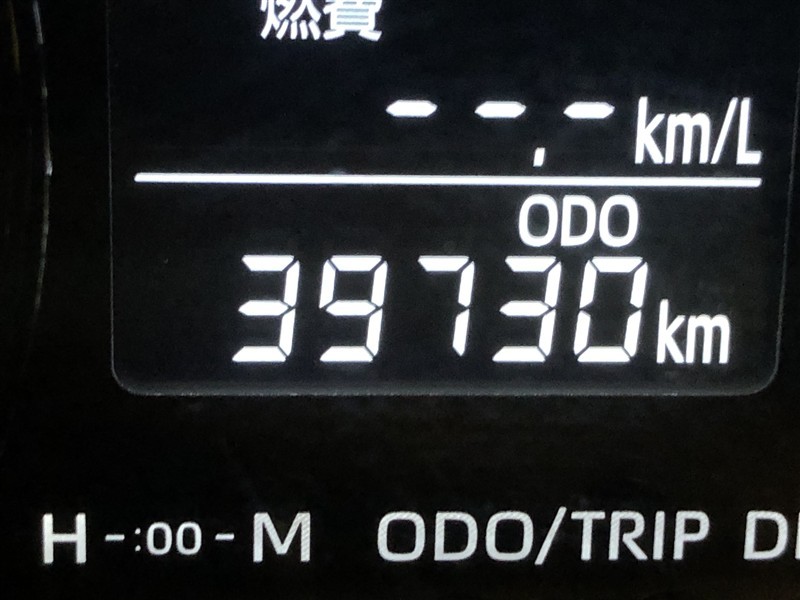 燃費
--.- km/L
ODO
39730 km
H -:00- M ODO/TRIP